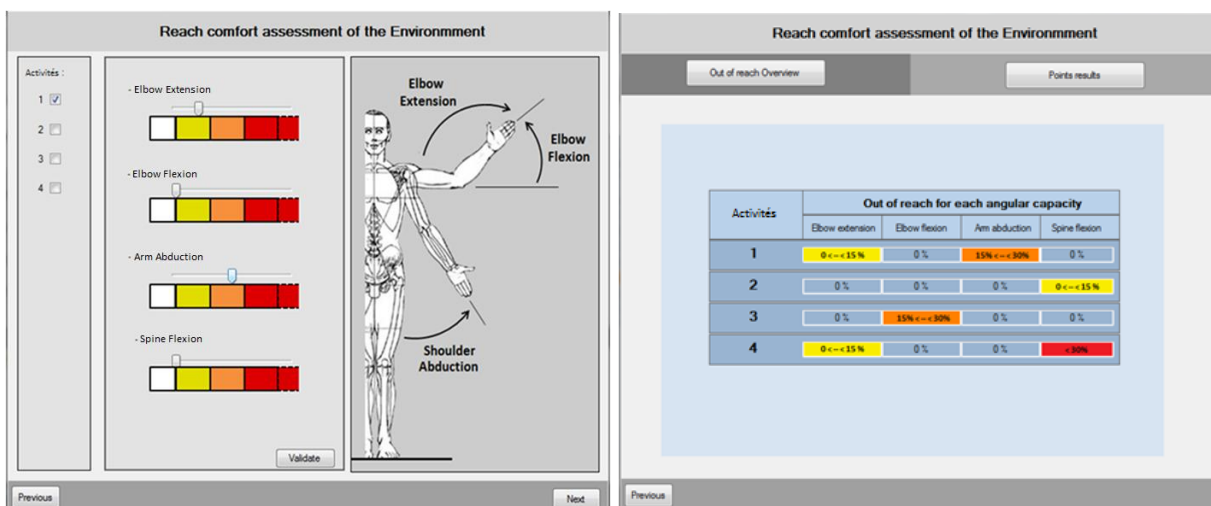 Reach comfort assessment of the Environmment
Activités :
1
2
3
4
- Elbow Extension
- Elbow Flexion
- Arm Abduction
- Spine Flexion
Validate
Elbow
Extension
Elbow
Flexion
Shoulder
Abduction
Previous
Next
Reach comfort assessment of the Environmment
Out of reach Overview
Points results
Activités
Out of reach for each angular capacity
Elbow extension Elbow flexion Arm abduction Spine flexion
1 0<--<15% 0 % 15%<--<30% 0 %
2 0 % 0 % 0 % 0<--<15%
3 0 % 15%<--<30% 0 % 0 %
4 0<--<15% 0 % 0 % <30%
Previous